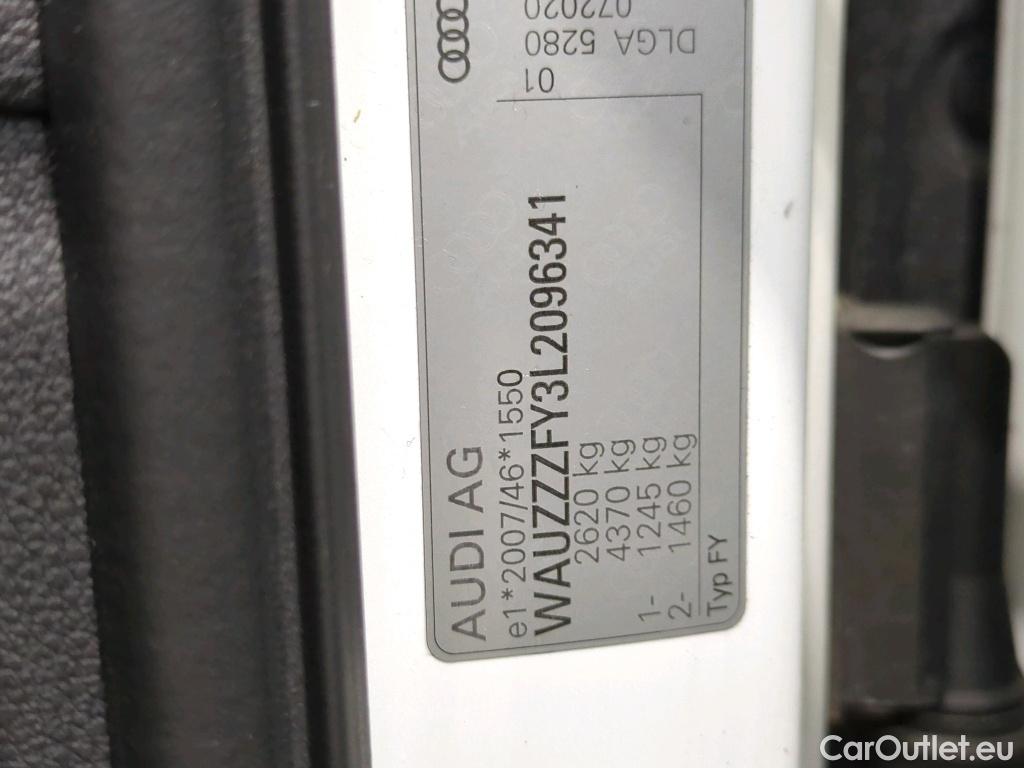 AUDI AG
e1*2007/46*1550
WAUZZZFY3L2096341
2620 kg
4370 kg
1- 1245 kg
2- 1460 kg
Typ FY
01
DLGA 5280
072020
CarOutlet.eu